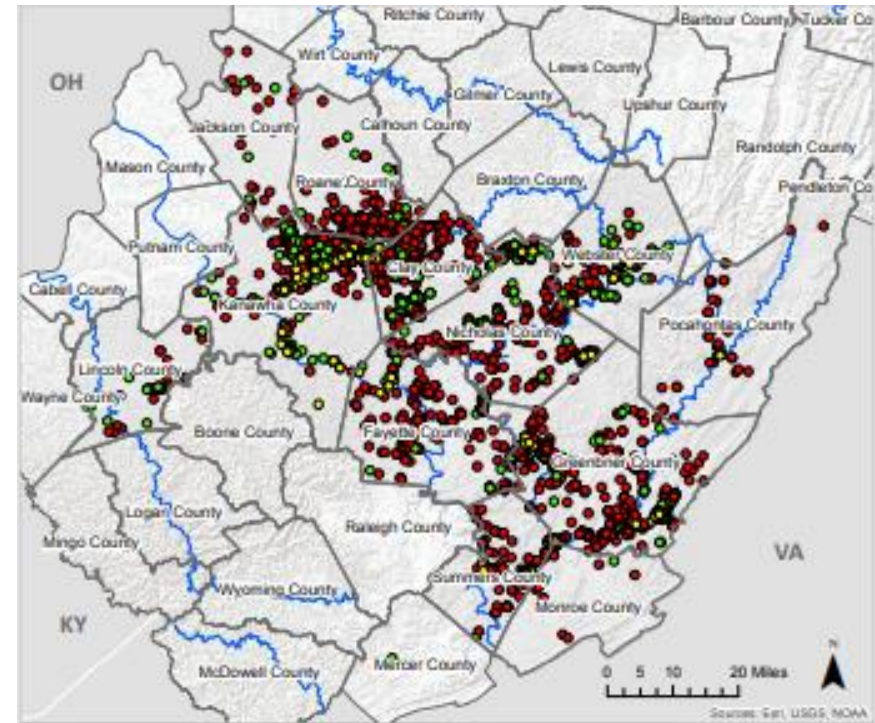 Ritchie County
Barbour County
Tucker Co
Wirt County
Lewis County
OH
Gilmer County
Upshur County
Jackson County
Calhoun County
Randolph County
Mason County
Roane County
Braxton County
Pendleton Co
Putnam County
Clay County
Webster County
Cabell County
Kanawha County
Nicholas County
Pocahontas County
Lincoln County
Wayne County
Boone County
Fayette County
Greenbrier County
Logan County
Raleigh County
Mingo County
VA
Summers County
Wyoming County
Monroe County
KY
McDowell County
Mercer County
N
0 5 10 20 Miles
Sources: Esri, USGS, NOAA